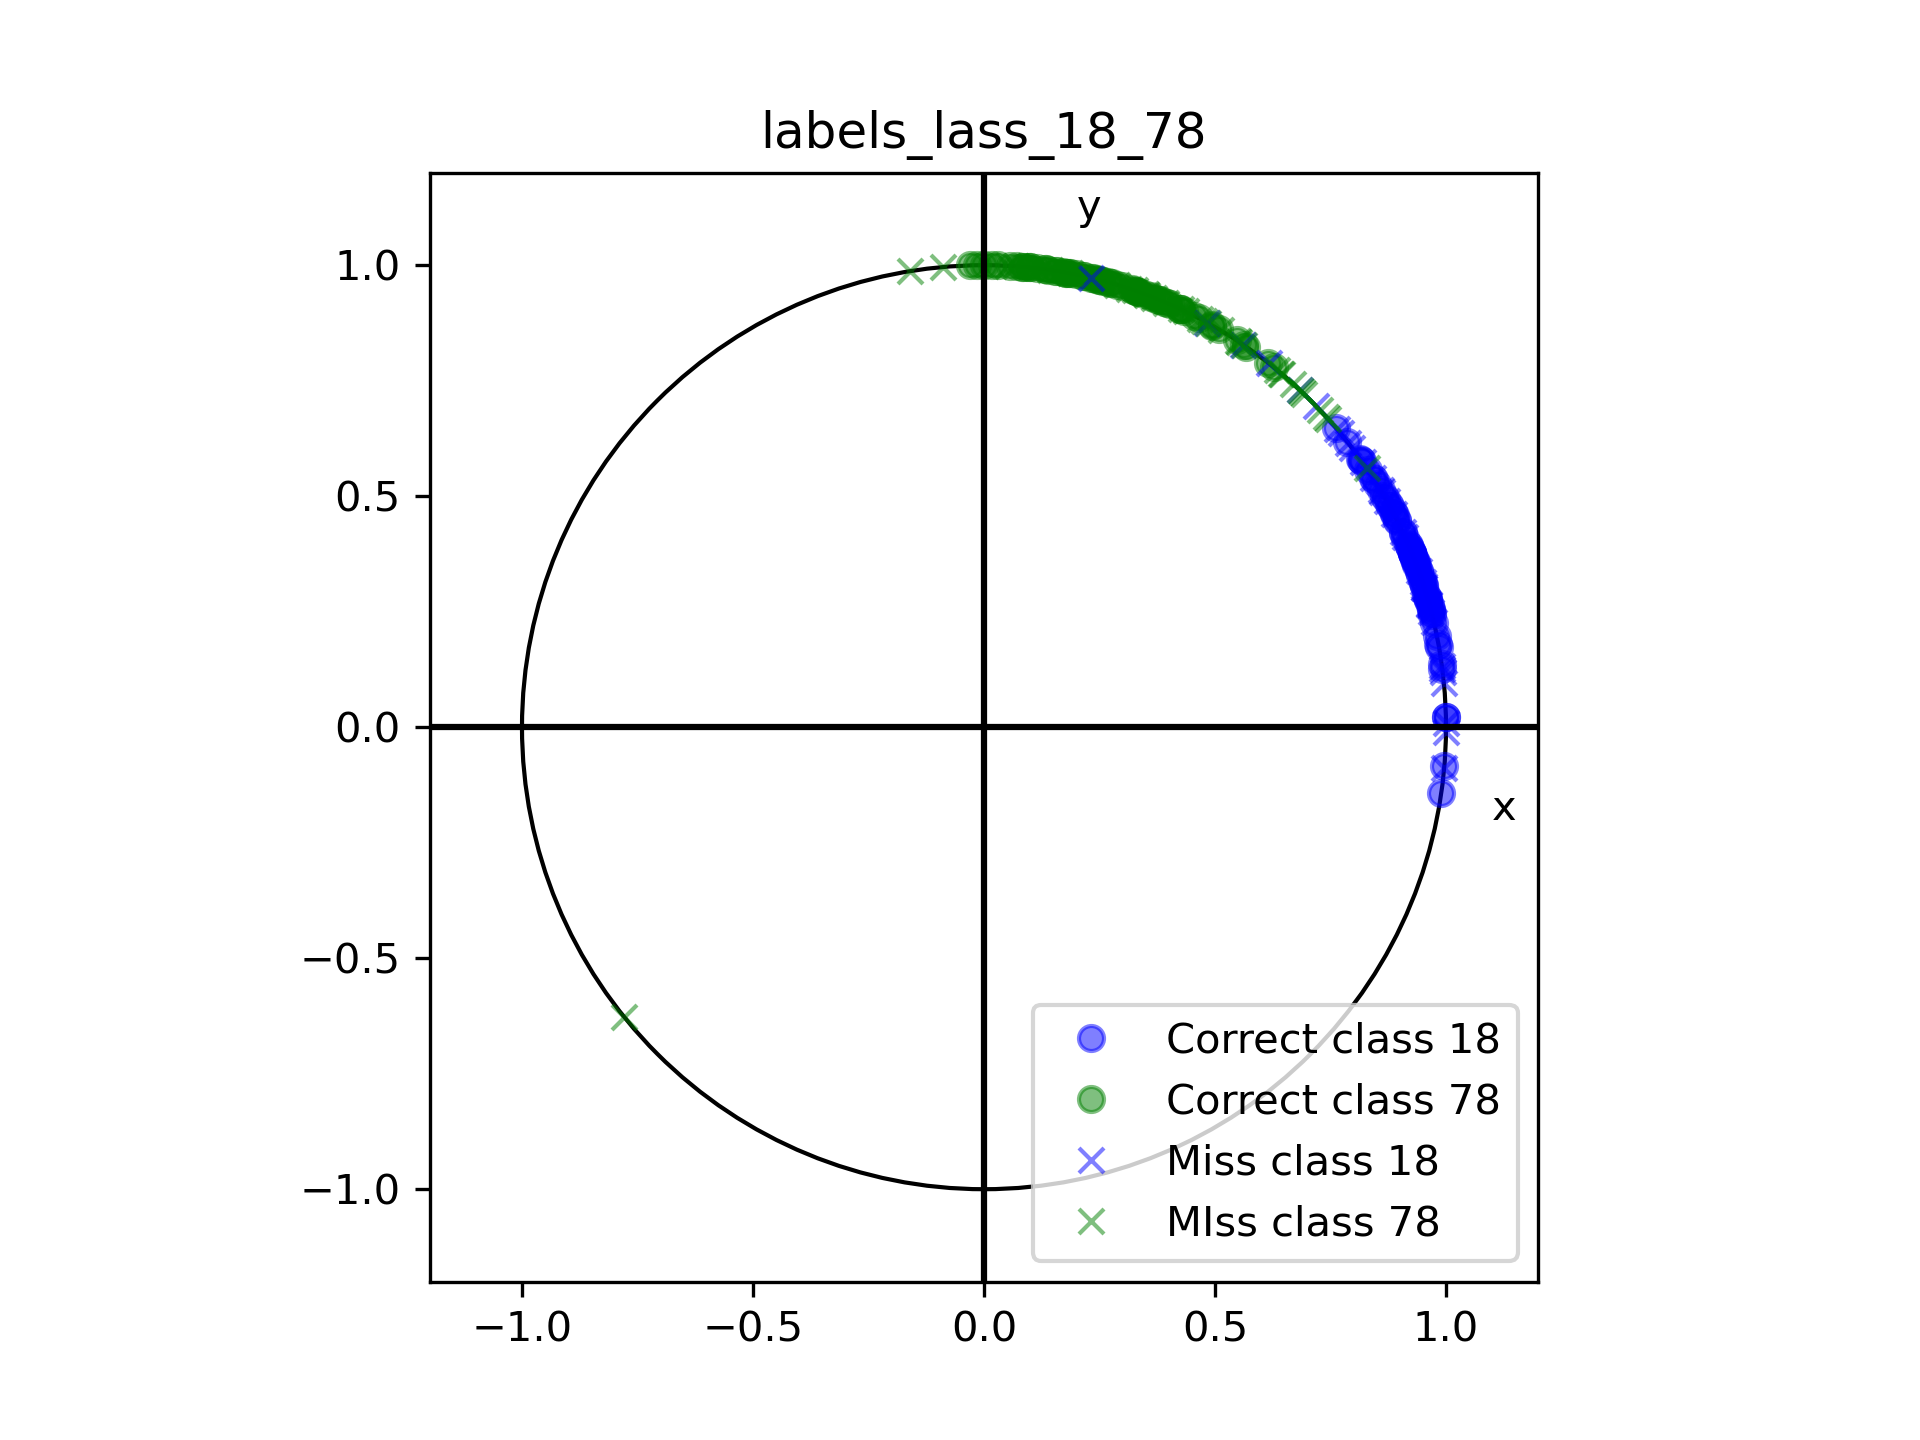 labels_lass_18_78
y
1.0
0.5
0.0
x
−0.5
−1.0
Correct class 18
Correct class 78
Miss class 18
MIss class 78
−1.0 −0.5 0.0 0.5 1.0